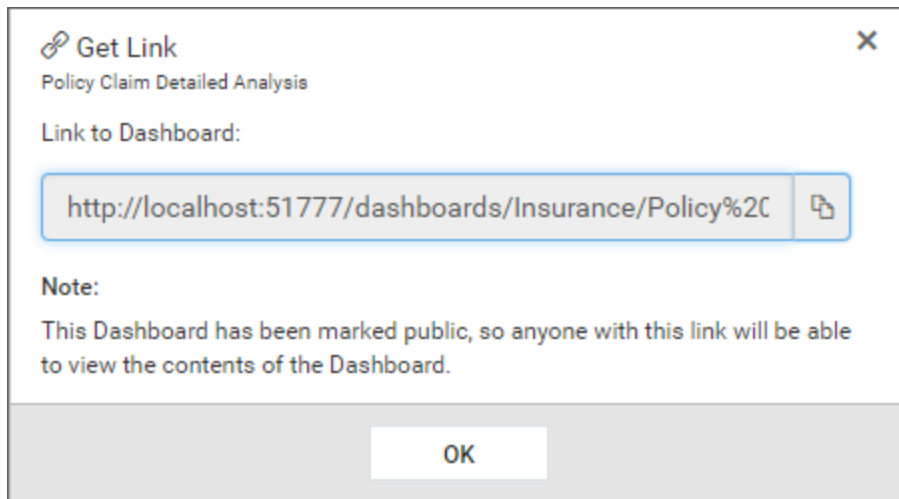 Get Link
Policy Claim Detailed Analysis
Link to Dashboard:
http://localhost:51777/dashboards/Insurance/Policy%20
Note:
This Dashboard has been marked public, so anyone with this link will be able
to view the contents of the Dashboard.
OK